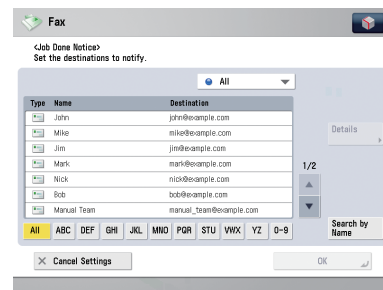 Fax
<Job Done Notice>
Set the destinations to notify.
All
Type Name Destination
John john@example.com
Mike mike@example.com
Jim jim@example.com
Mark mark@example.com
Nick nick@example.com
Bob bob@example.com
Manual Team manual_team@example.com
Details
1/2
All ABC DEF GHI JKL MNO PQR STU VWX YZ 0-9
Search by
Name
Cancel Settings
OK